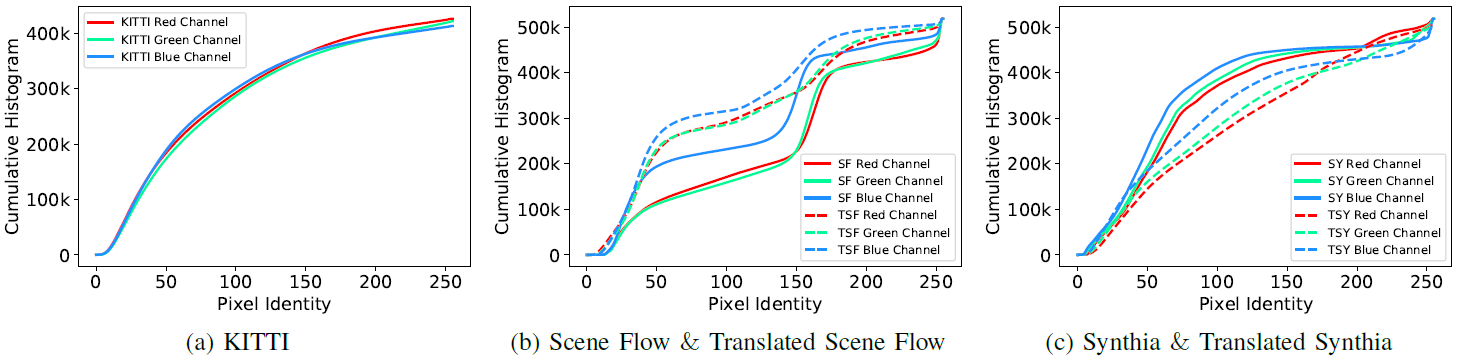 400k
300k
200k
100k
0
Cumulative Histogram
KITTI Red Channel
KITTI Green Channel
KITTI Blue Channel
0 50 100 150 200 250
Pixel Identity
(a) KITTI
500k
400k
300k
200k
100k
0
Cumulative Histogram
SF Red Channel
SF Green Channel
SF Blue Channel
TSF Red Channel
TSF Green Channel
TSF Blue Channel
0 50 100 150 200 250
Pixel Identity
(b) Scene Flow & Translated Scene Flow
500k
400k
300k
200k
100k
0
Cumulative Histogram
SY Red Channel
SY Green Channel
SY Blue Channel
TSY Red Channel
TSY Green Channel
TSY Blue Channel
0 50 100 150 200 250
Pixel Identity
(c) Synthia & Translated Synthia